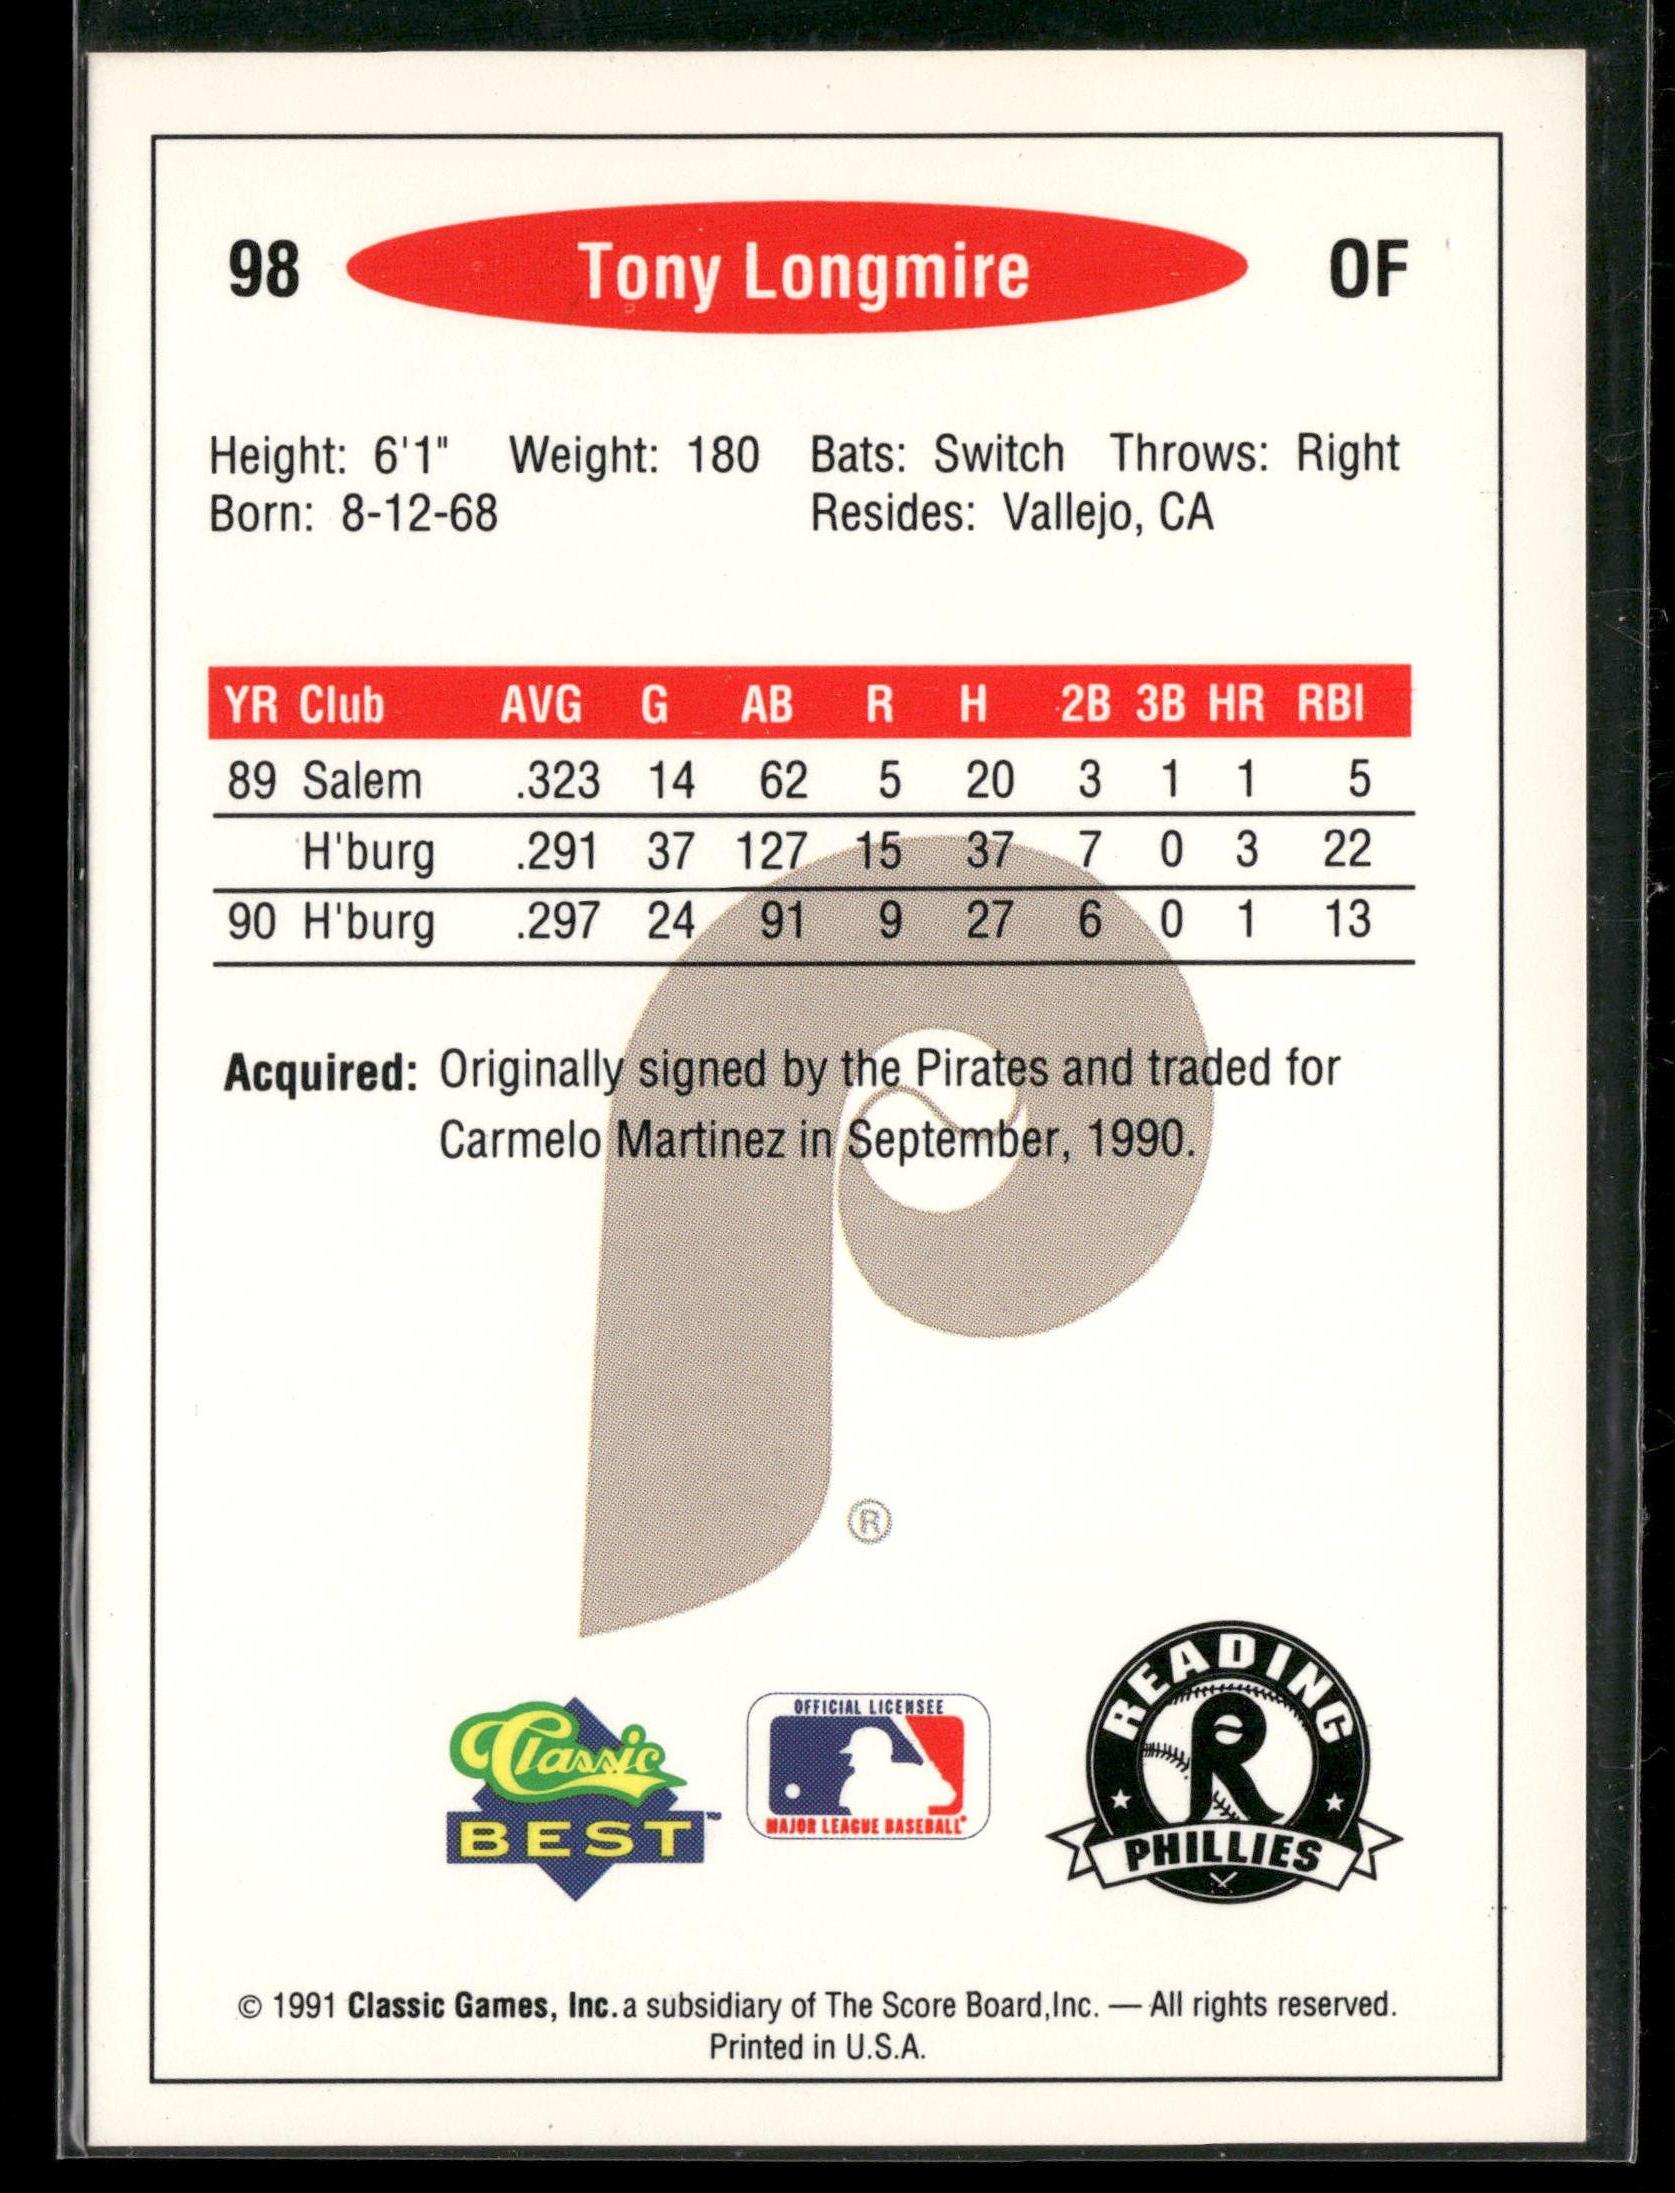 98 Tony Longmire OF
Height: 6'1" Weight: 180 Bats: Switch Throws: Right
Born: 8-12-68 Resides: Vallejo, CA
YR Club AVG G AB R H 2B 3B HR RBI
89 Salem .323 14 62 5 20 3 1 1 5
H'burg .291 37 127 15 37 7 0 3 22
90 H'burg .297 24 91 9 27 6 0 1 13
Acquired: Originally signed by the Pirates and traded for
Carmelo Martinez in September, 1990.
®
Classic
BEST™
OFFICIAL LICENSEE
MAJOR LEAGUE BASEBALL®
READING
R
PHILLIES
© 1991 Classic Games, Inc. a subsidiary of The Score Board,Inc. — All rights reserved.
Printed in U.S.A.